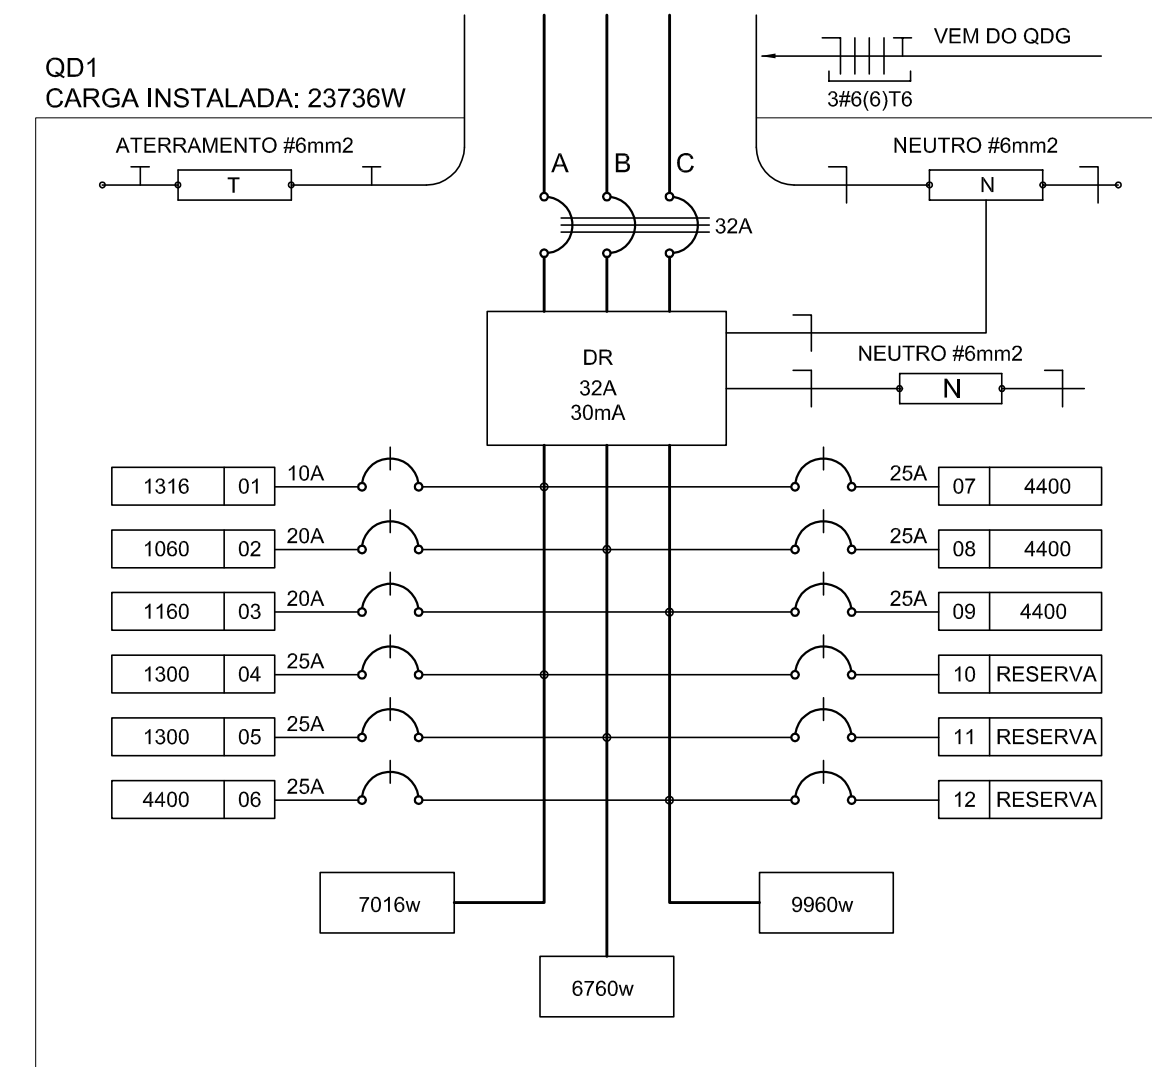 VEM DO QDG
QD1
CARGA INSTALADA: 23736W
3#6(6)T6
ATERRAMENTO #6mm2
NEUTRO #6mm2
A
B
C
T
N
32A
DR
32A
30mA
NEUTRO #6mm2
N
1316 01 10A
25A 07 4400
1060 02 20A
25A 08 4400
1160 03 20A
25A 09 4400
1300 04 25A
10 RESERVA
1300 05 25A
11 RESERVA
4400 06 25A
12 RESERVA
7016w
9960w
6760w